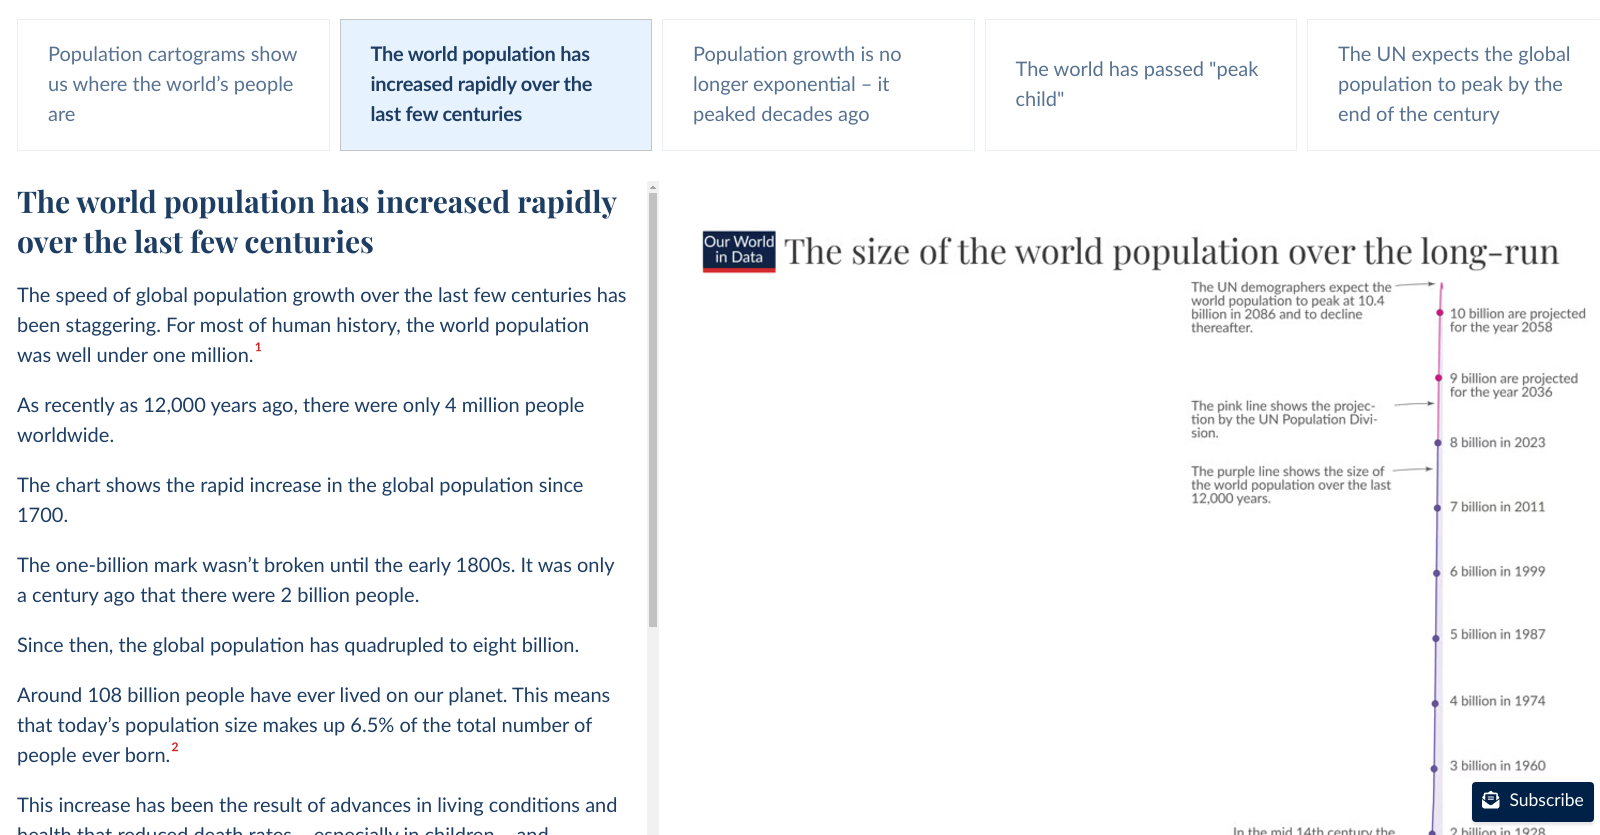 Population cartograms show
us where the world’s people
are
The world population has
increased rapidly over the
last few centuries
Population growth is no
longer exponential – it
peaked decades ago
The world has passed "peak
child"
The UN expects the global
population to peak by the
end of the century
The world population has increased rapidly
over the last few centuries
The speed of global population growth over the last few centuries has
been staggering. For most of human history, the world population
was well under one million.1
As recently as 12,000 years ago, there were only 4 million people
worldwide.
The chart shows the rapid increase in the global population since
1700.
The one-billion mark wasn’t broken until the early 1800s. It was only
a century ago that there were 2 billion people.
Since then, the global population has quadrupled to eight billion.
Around 108 billion people have ever lived on our planet. This means
that today’s population size makes up 6.5% of the total number of
people ever born.2
This increase has been the result of advances in living conditions and
health that reduced death rates – especially in children – and
Our World
in Data
The size of the world population over the long-run
The UN demographers expect the
world population to peak at 10.4
billion in 2086 and to decline
thereafter.
10 billion are projected
for the year 2058
9 billion are projected
for the year 2036
The pink line shows the projec-
tion by the UN Population Divi-
sion.
8 billion in 2023
The purple line shows the size of
the world population over the last
12,000 years.
7 billion in 2011
6 billion in 1999
5 billion in 1987
4 billion in 1974
3 billion in 1960
Subscribe
In the mid 14th century the
2 billion in 1928